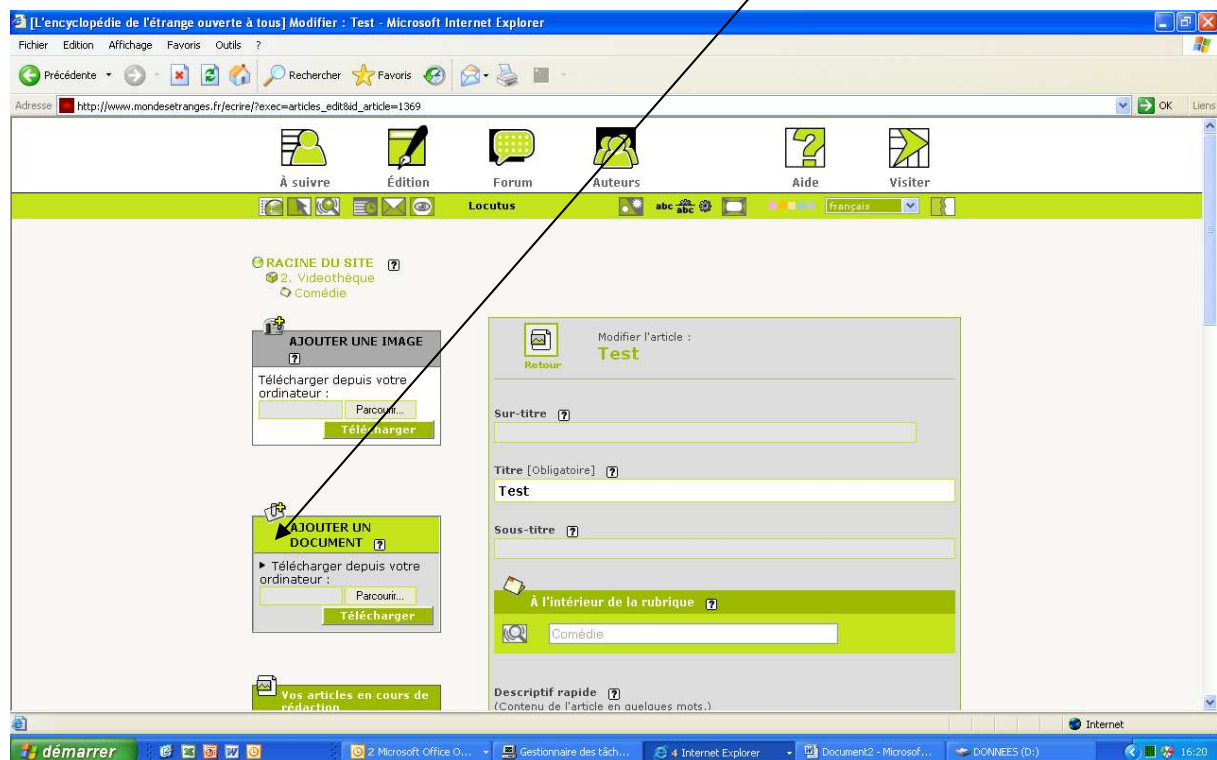 [L'encyclopédie de l'étrange ouverte à tous] Modifier : Test - Microsoft Internet Explorer
Fichier Edition Affichage Favoris Outils ?
Précédente Rechercher Favoris
Adresse http://www.mondesetranges.fr/ecrire/?exec=articles_edit&id_article=1369 OK Liens
À suivre Édition Forum Auteurs Aide Visiter
Locutus abc abc français
RACINE DU SITE ?
2. Videothèque
Comédie
AJOUTER UNE IMAGE
?
Télécharger depuis votre
ordinateur :
Parcourir...
Télécharger
AJOUTER UN
DOCUMENT ?
Télécharger depuis votre
ordinateur :
Parcourir...
Télécharger
Vos articles en cours de
rédaction
Retour
Modifier l'article :
Test
Sur-titre ?
Titre [Obligatoire] ?
Test
Sous-titre ?
À l'intérieur de la rubrique ?
Comédie
Descriptif rapide ?
(Contenu de l'article en quelques mots.)
Internet
démarrer 2 Microsoft Office O... Gestionnaire des tâch... 4 Internet Explorer Document2 - Microsof... DONNEES (D:) 16:20